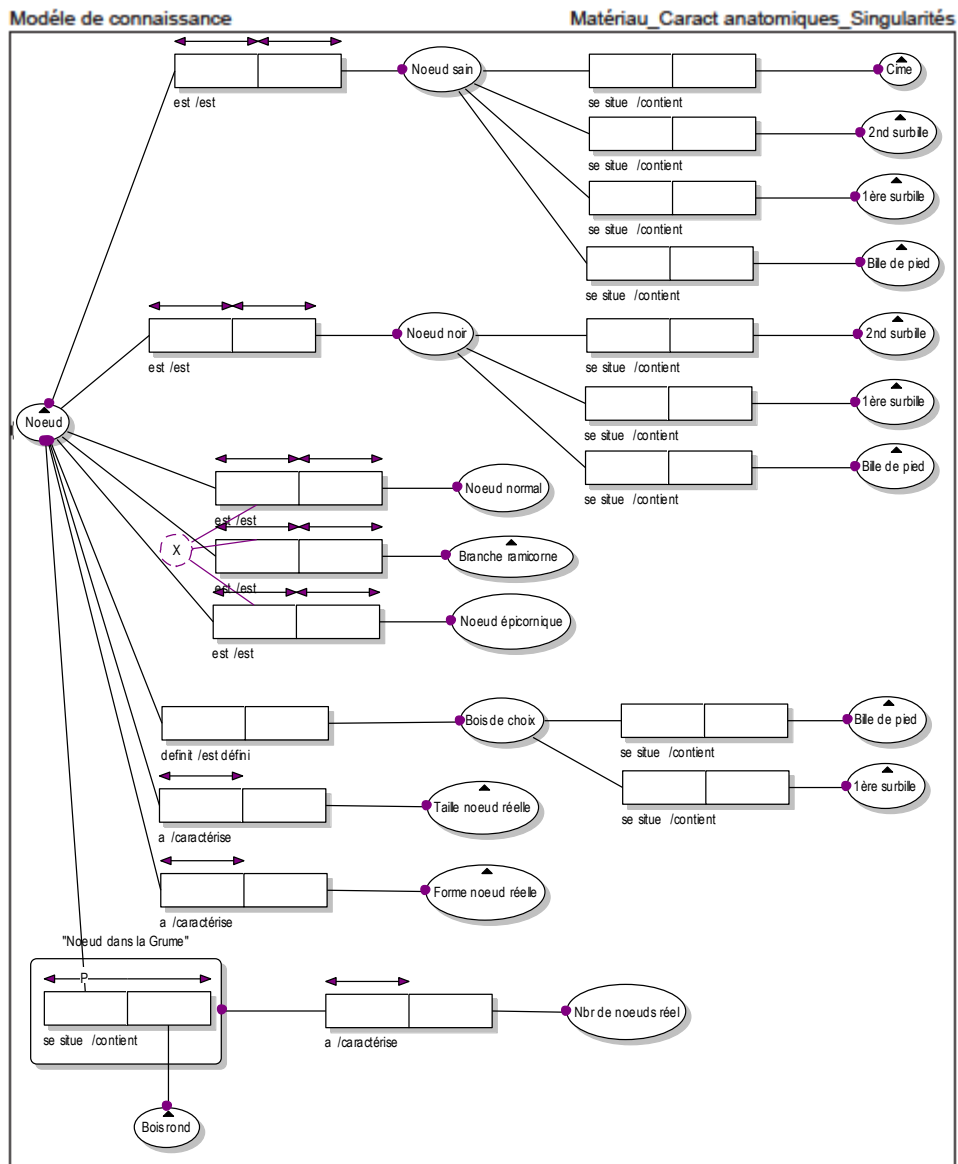 Modéle de connaissance
Matériau_Caract anatomiques_Singularités
Noeud sain
Cime
est /est
se situe /contient
2nd surbille
se situe /contient
1ère surbille
se situe /contient
Bille de pied
se situe /contient
Noeud noir
2nd surbille
est /est
se situe /contient
1ère surbille
Noeud
se situe /contient
Bille de pied
Noeud normal
se situe /contient
est /est
X
Branche ramicorne
est /est
Noeud épicornique
est /est
Bois de choix
Bille de pied
definit /est défini
se situe /contient
1ère surbille
Taille noeud réelle
se situe /contient
a /caractérise
Forme noeud réelle
a /caractérise
"Noeud dans la Grume"
P
Nbr de noeuds réel
se situe /contient
a /caractérise
Bois rond